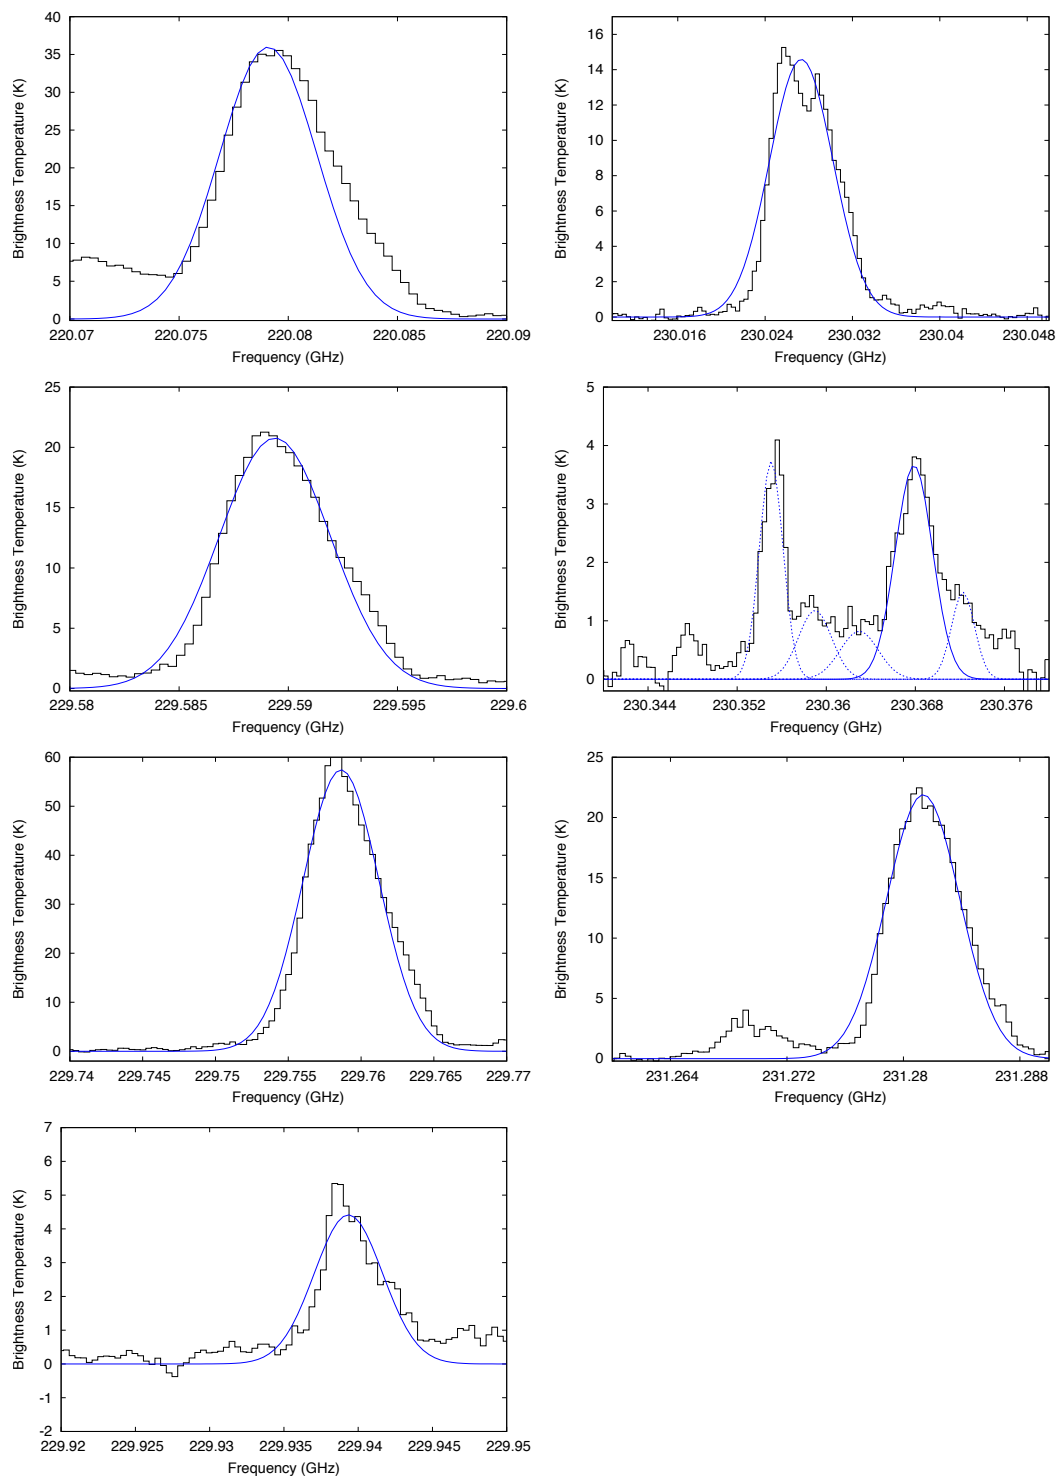 40
35
30
25
20
15
10
5
0
Brightness Temperature (K)
220.07 220.075 220.08 220.085 220.09
Frequency (GHz)
16
14
12
10
8
6
4
2
0
Brightness Temperature (K)
230.016 230.024 230.032 230.04 230.048
Frequency (GHz)
25
20
15
10
5
0
Brightness Temperature (K)
229.58 229.585 229.59 229.595 229.6
Frequency (GHz)
5
4
3
2
1
0
Brightness Temperature (K)
230.344 230.352 230.36 230.368 230.376
Frequency (GHz)
60
50
40
30
20
10
0
Brightness Temperature (K)
229.74 229.745 229.75 229.755 229.76 229.765 229.77
Frequency (GHz)
25
20
15
10
5
0
Brightness Temperature (K)
231.264 231.272 231.28 231.288
Frequency (GHz)
7
6
5
4
3
2
1
0
-1
-2
Brightness Temperature (K)
229.92 229.925 229.93 229.935 229.94 229.945 229.95
Frequency (GHz)